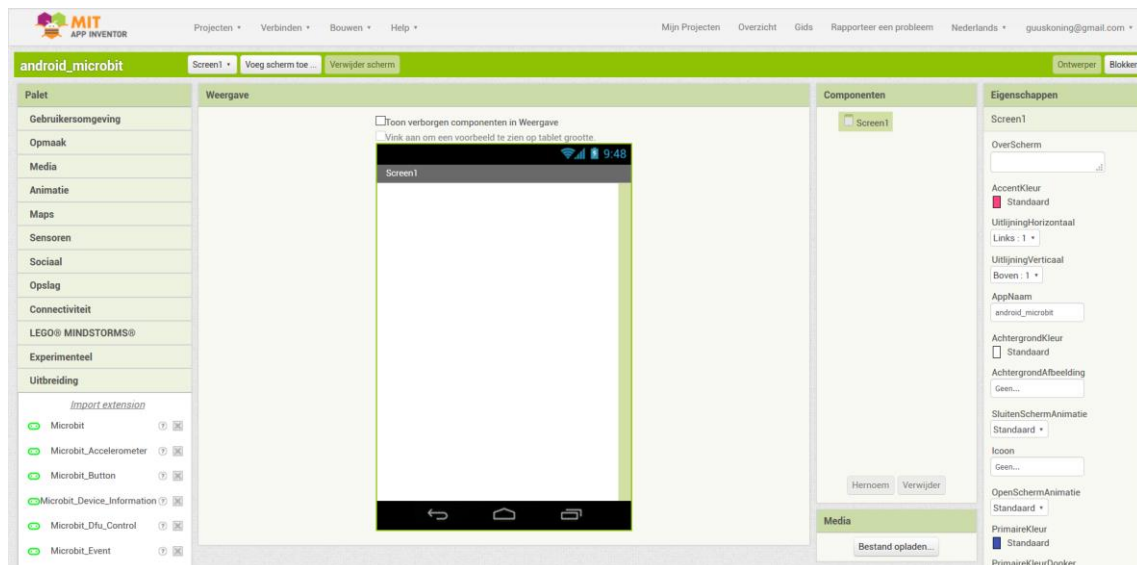 MIT
APP INVENTOR
Projecten
Verbinden
Bouwen
Help
Mijn Projecten
Overzicht
Gids
Rapporteer een probleem
Nederlands
guuskoning@gmail.com
android_microbit
Screen1
Voeg scherm toe ...
Verwijder scherm
Ontwerper
Blokken
Palet
Gebruikersomgeving
Opmaak
Media
Animatie
Maps
Sensoren
Sociaal
Opslag
Connectiviteit
LEGO® MINDSTORMS®
Experimenteel
Uitbreiding
Import extension
Microbit
Microbit_Accelerometer
Microbit_Button
Microbit_Device_Information
Microbit_Dfu_Control
Microbit_Event
Weergave
Toon verborgen componenten in Weergave
Vink aan om een voorbeeld te zien op tablet grootte.
9:48
Screen1
Componenten
Screen1
Hernoem
Verwijder
Media
Bestand opladen...
Eigenschappen
Screen1
OverScherm
AccentKleur
Standaard
UitlijningHorizontaal
Links : 1
UitlijningVerticaal
Boven : 1
AppNaam
android_microbit
AchtergrondKleur
Standaard
AchtergrondAfbeelding
Geen...
SluitenSchermAnimatie
Standaard
Icoon
Geen...
OpenSchermAnimatie
Standaard
PrimaireKleur
Standaard
PrimaireKleurDonker